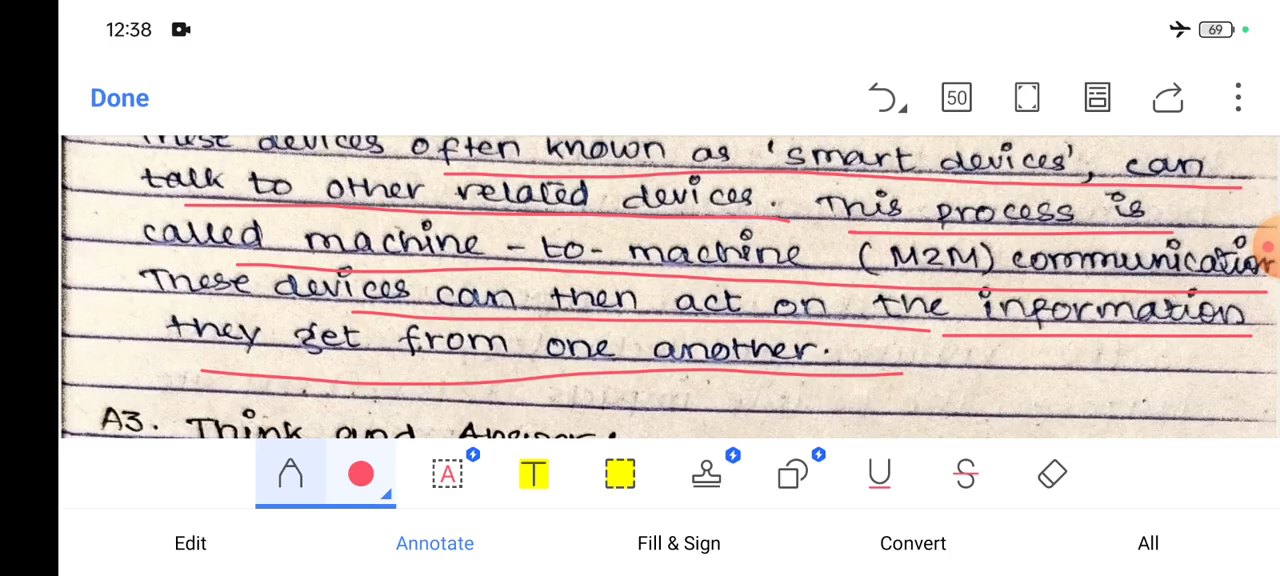 12:38
69
Done
50
These devices often known as 'smart devices', can
talk to other related devices. This process is
called machine-to-machine (M2M) communication
These devices can then act on the information
they get from one another.
A3. Think and Answer:
A
T
U
S
Edit
Annotate
Fill & Sign
Convert
All